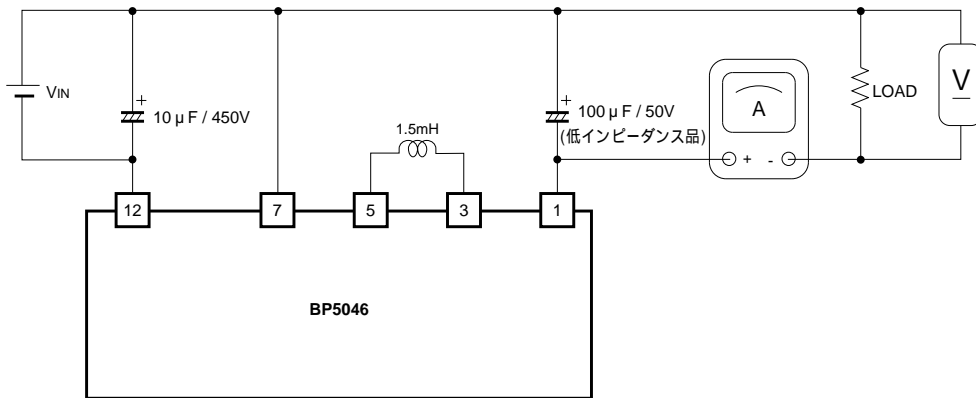 VIN
10μF / 450V
1.5mH
100μF / 50V
(低インピーダンス品)
A
+ -
LOAD
V
12
7
5
3
1
BP5046